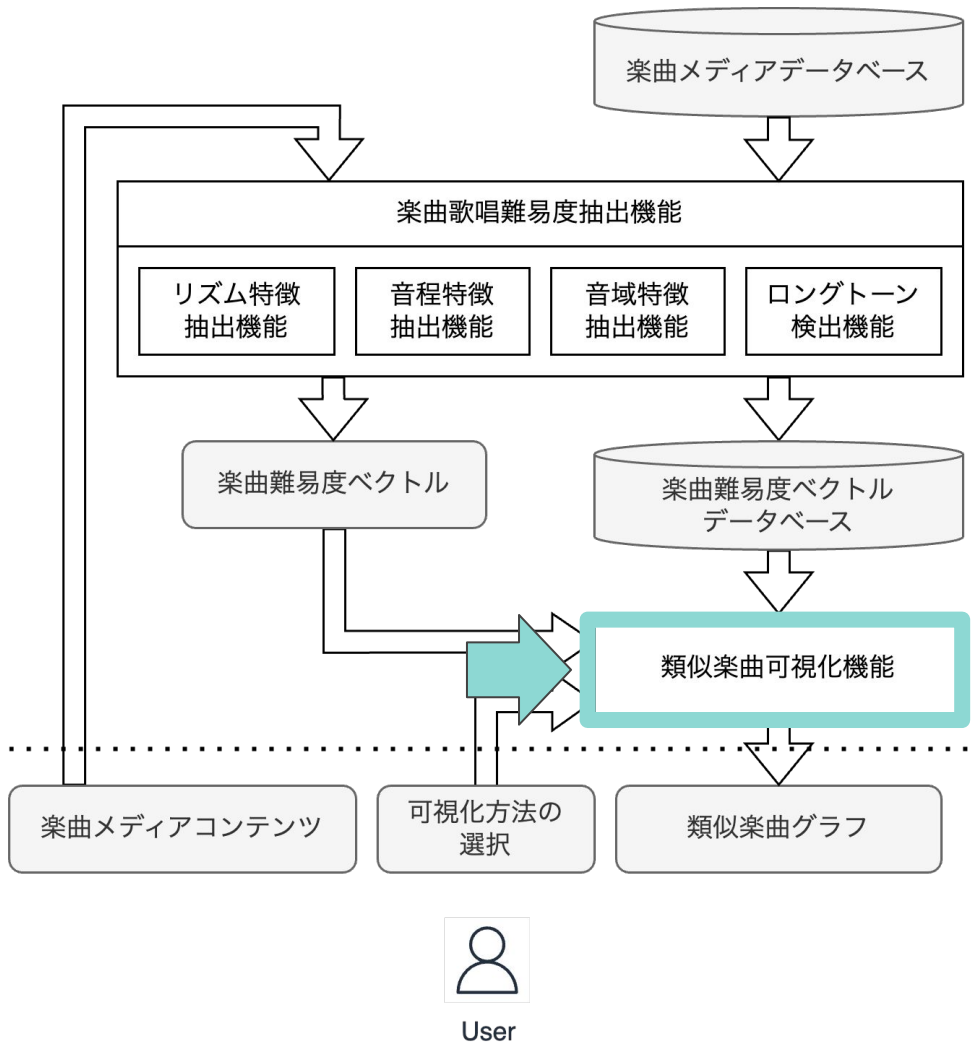 楽曲メディアデータベース
楽曲歌唱難易度抽出機能
リズム特徴
抽出機能
音程特徴
抽出機能
音域特徴
抽出機能
ロングトーン
検出機能
楽曲難易度ベクトル
楽曲難易度ベクトル
データベース
類似楽曲可視化機能
楽曲メディアコンテンツ
可視化方法の
選択
類似楽曲グラフ
User